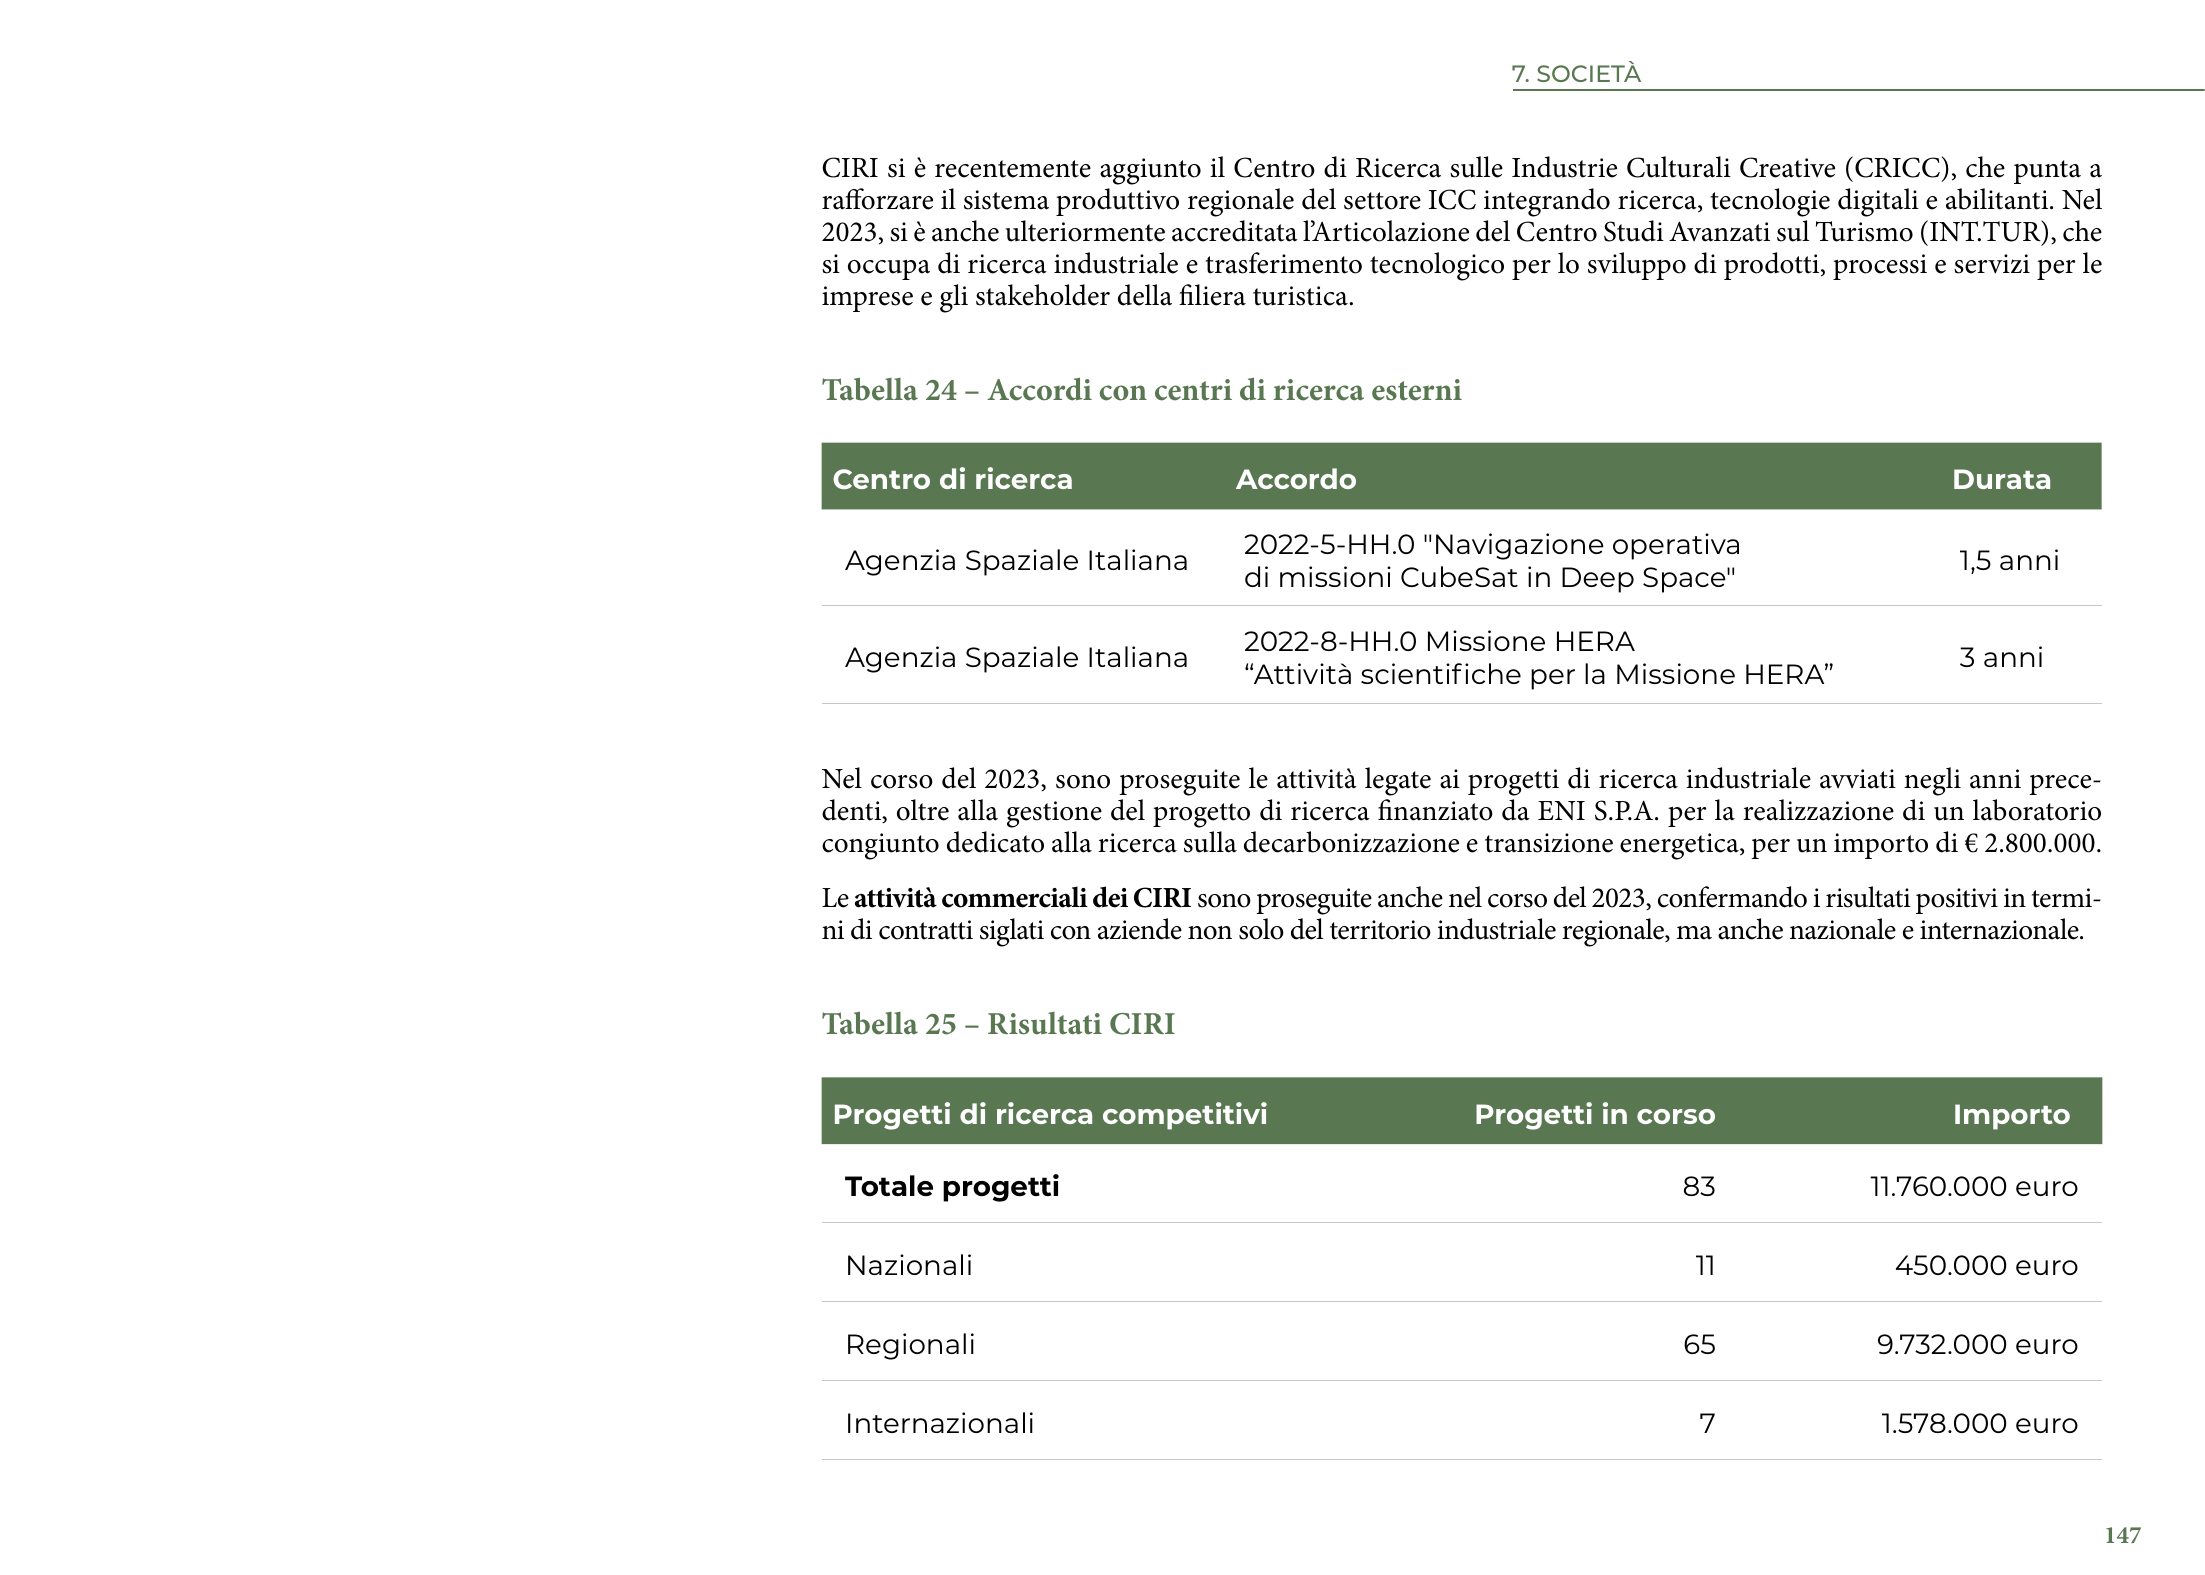 7. SOCIETÀ
CIRI si è recentemente aggiunto il Centro di Ricerca sulle Industrie Culturali Creative (CRICC), che punta a
rafforzare il sistema produttivo regionale del settore ICC integrando ricerca, tecnologie digitali e abilitanti. Nel
2023, si è anche ulteriormente accreditata l’Articolazione del Centro Studi Avanzati sul Turismo (INT.TUR), che
si occupa di ricerca industriale e trasferimento tecnologico per lo sviluppo di prodotti, processi e servizi per le
imprese e gli stakeholder della filiera turistica.
Tabella 24 – Accordi con centri di ricerca esterni
Centro di ricerca Accordo Durata
Agenzia Spaziale Italiana 2022-5-HH.0 "Navigazione operativa
di missioni CubeSat in Deep Space" 1,5 anni
Agenzia Spaziale Italiana 2022-8-HH.0 Missione HERA
“Attività scientifiche per la Missione HERA” 3 anni
Nel corso del 2023, sono proseguite le attività legate ai progetti di ricerca industriale avviati negli anni prece-
denti, oltre alla gestione del progetto di ricerca finanziato da ENI S.P.A. per la realizzazione di un laboratorio
congiunto dedicato alla ricerca sulla decarbonizzazione e transizione energetica, per un importo di € 2.800.000.
Le attività commerciali dei CIRI sono proseguite anche nel corso del 2023, confermando i risultati positivi in termi-
ni di contratti siglati con aziende non solo del territorio industriale regionale, ma anche nazionale e internazionale.
Tabella 25 – Risultati CIRI
Progetti di ricerca competitivi Progetti in corso Importo
Totale progetti 83 11.760.000 euro
Nazionali 11 450.000 euro
Regionali 65 9.732.000 euro
Internazionali 7 1.578.000 euro
147